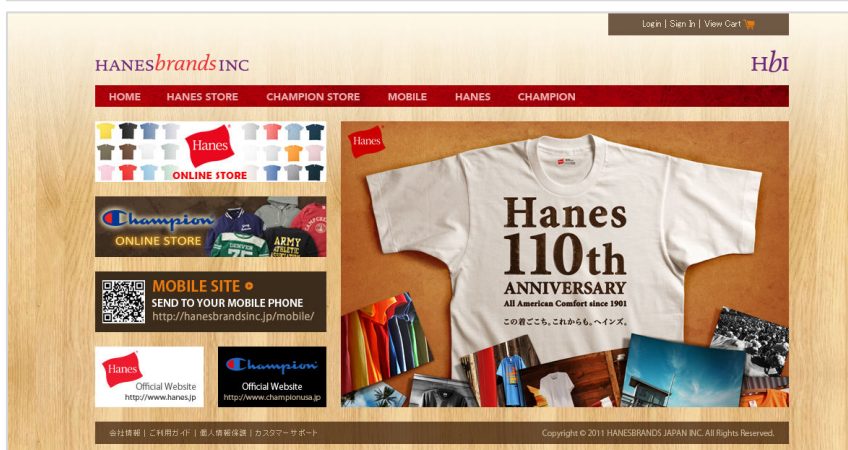 Login | Sign In | View Cart
HANESbrands INC
HbI
HOME HANES STORE CHAMPION STORE MOBILE HANES CHAMPION
Hanes
ONLINE STORE
Champion
ONLINE STORE
DENVER
75
ARMY
ATHLETIC
ASSOCIATION
MOBILE SITE
SEND TO YOUR MOBILE PHONE
http://hanesbrandsinc.jp/mobile/
Hanes
Official Website
http://www.hanes.jp
Champion
Official Website
http://www.championusa.jp
Hanes
Hanes
110th
ANNIVERSARY
All American Comfort since 1901
この着ごこち。これからも。ヘインズ。
会社情報 | ご利用ガイド | 個人情報保護 | カスタマーサポート
Copyright © 2011 HANESBRANDS JAPAN INC. All Rights Reserved.